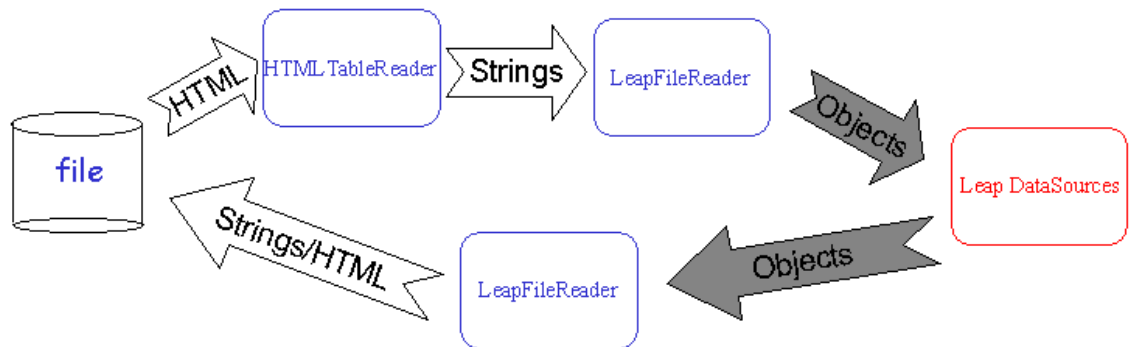 HTML
HTMLTableReader
Strings
LeapFileReader
Objects
file
Leap DataSources
Strings/HTML
LeapFileReader
Objects